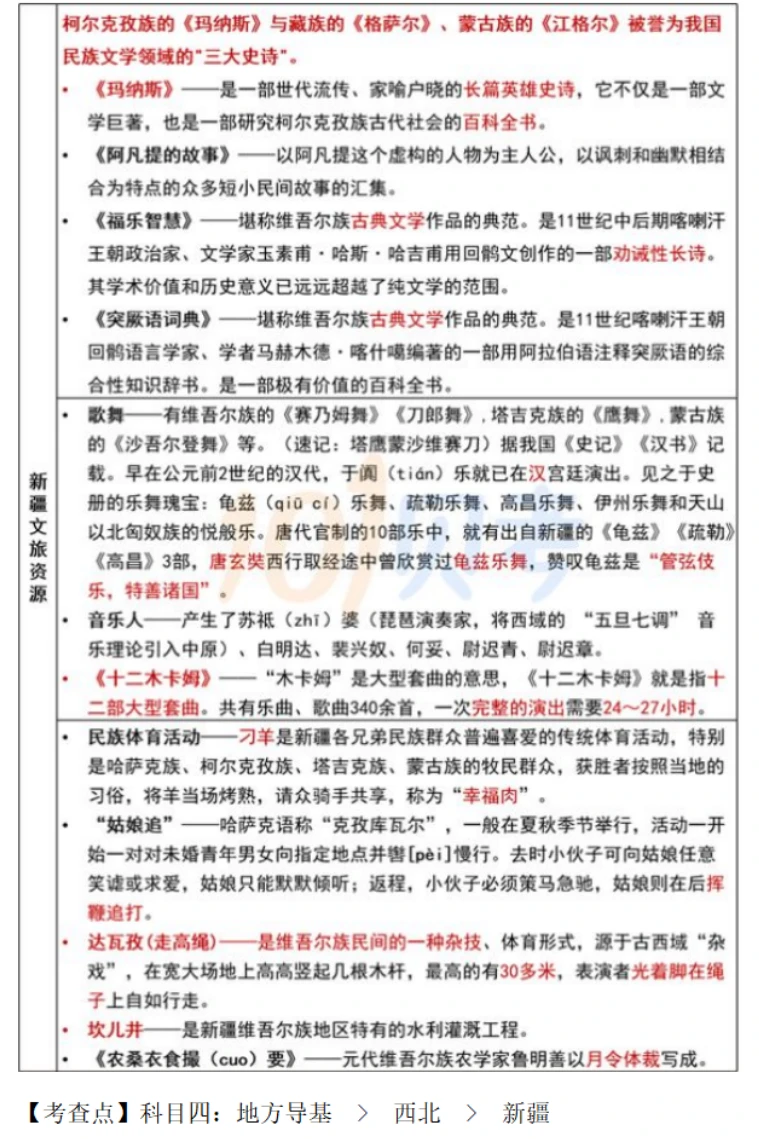 柯尔克孜族的《玛纳斯》与藏族的《格萨尔》、蒙古族的《江格尔》被誉为我国
民族文学领域的"三大史诗"。
• 《玛纳斯》——是一部世代流传、家喻户晓的长篇英雄史诗，它不仅是一部文
学巨著，也是一部研究柯尔克孜族古代社会的百科全书。
• 《阿凡提的故事》——以阿凡提这个虚构的人物为主人公，以讽刺和幽默相结
合为特点的众多短小民间故事的汇集。
• 《福乐智慧》——堪称维吾尔族古典文学作品的典范。是11世纪中后期喀喇汗
王朝政治家、文学家玉素甫·哈斯·哈吉甫用回鹘文创作的一部劝诫性长诗。
其学术价值和历史意义已远远超越了纯文学的范围。
• 《突厥语词典》——堪称维吾尔族古典文学作品的典范。是11世纪喀喇汗王朝
回鹘语言学家、学者马赫木德·喀什噶编著的一部用阿拉伯语注释突厥语的综
合性知识辞书。是一部极有价值的百科全书。
新疆文旅资源
• 歌舞——有维吾尔族的《赛乃姆舞》《刀郎舞》,塔吉克族的《鹰舞》,蒙古族
的《沙吾尔登舞》等。（速记：塔鹰蒙沙维赛刀）据我国《史记》《汉书》记
载。早在公元前2世纪的汉代，于阗（tián）乐就已在汉宫廷演出。见之于史
册的乐舞瑰宝：龟兹（qiū cí）乐舞、疏勒乐舞、高昌乐舞、伊州乐舞和天山
以北匈奴族的悦般乐。唐代官制的10部乐中，就有出自新疆的《龟兹》《疏勒》
《高昌》3部，唐玄奘西行取经途中曾欣赏过龟兹乐舞，赞叹龟兹是“管弦伎
乐，特善诸国”。
• 音乐人——产生了苏祗（zhī）婆（琵琶演奏家，将西域的 “五旦七调” 音
乐理论引入中原）、白明达、裴兴奴、何妥、尉迟青、尉迟章。
• 《十二木卡姆》——“木卡姆”是大型套曲的意思，《十二木卡姆》就是指十
二部大型套曲。共有乐曲、歌曲340余首，一次完整的演出需要24～27小时。
• 民族体育活动——刁羊是新疆各兄弟民族群众普遍喜爱的传统体育活动，特别
是哈萨克族、柯尔克孜族、塔吉克族、蒙古族的牧民群众，获胜者按照当地的
习俗，将羊当场烤熟，请众骑手共享，称为“幸福肉”。
• “姑娘追”——哈萨克语称“克孜库瓦尔”，一般在夏秋季节举行，活动一开
始一对对未婚青年男女向指定地点并辔[pèi]慢行。去时小伙子可向姑娘任意
笑谑或求爱，姑娘只能默默倾听；返程，小伙子必须策马急驰，姑娘则在后挥
鞭追打。
• 达瓦孜(走高绳)——是维吾尔族民间的一种杂技、体育形式，源于古西域“杂
戏”，在宽大场地上高高竖起几根木杆，最高的有30多米，表演者光着脚在绳
子上自如行走。
• 坎儿井——是新疆维吾尔族地区特有的水利灌溉工程。
• 《农桑衣食撮（cuo）要》——元代维吾尔族农学家鲁明善以月令体裁写成。
【考查点】科目四：地方导基 > 西北 > 新疆